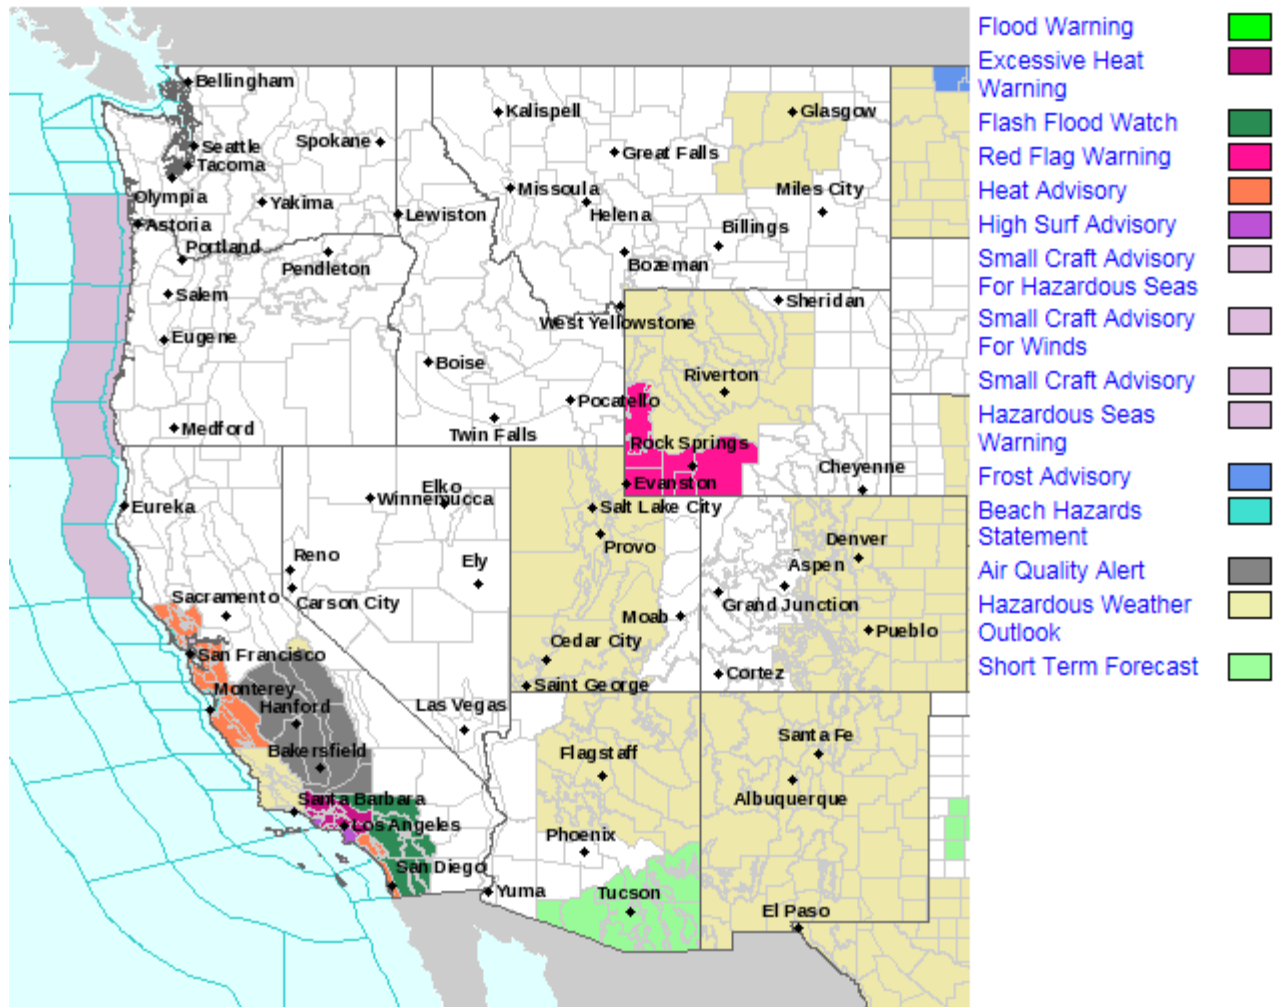 Bellingham
Seattle
Tacoma
Olympia
Spokane
Yakima
Astoria
Portland
Lewiston
Pendleton
Salem
Eugene
Medford
Kalispell
Great Falls
Glasgow
Missoula
Helena
Miles City
Billings
Bozeman
West Yellowstone
Sheridan
Boise
Pocatello
Twin Falls
Riverton
Rock Springs
Evanston
Cheyenne
Eureka
Elko
Winnemucca
Reno
Carson City
Ely
Sacramento
San Francisco
Monterey
Hanford
Bakersfield
Las Vegas
Santa Barbara
Los Angeles
San Diego
Salt Lake City
Provo
Moab
Cedar City
Saint George
Denver
Aspen
Grand Junction
Pueblo
Cortez
Flagstaff
Phoenix
Yuma
Tucson
Santa Fe
Albuquerque
El Paso
Flood Warning
Excessive Heat
Warning
Flash Flood Watch
Red Flag Warning
Heat Advisory
High Surf Advisory
Small Craft Advisory
For Hazardous Seas
Small Craft Advisory
For Winds
Small Craft Advisory
Hazardous Seas
Warning
Frost Advisory
Beach Hazards
Statement
Air Quality Alert
Hazardous Weather
Outlook
Short Term Forecast